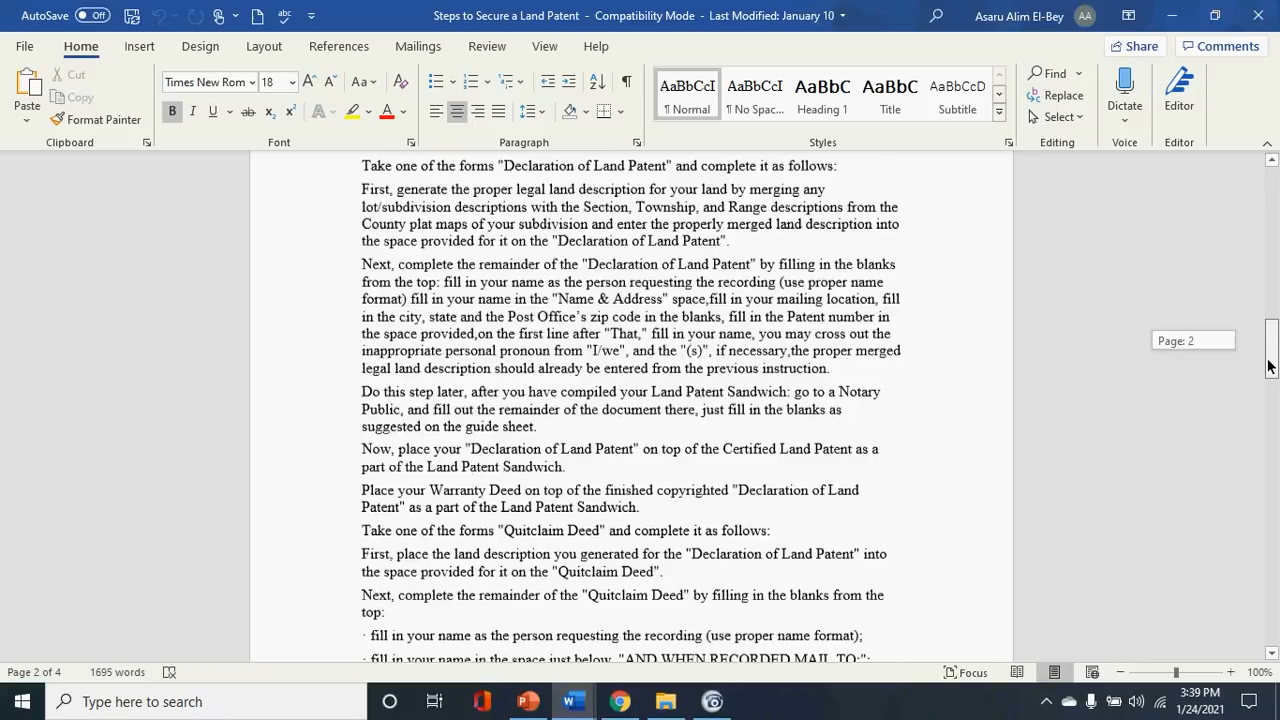 AutoSave Off
Steps to Secure a Land Patent - Compatibility Mode - Last Modified: January 10
Asaru Alim El-Bey AA
File Home Insert Design Layout References Mailings Review View Help Share Comments
Paste
Cut
Copy
Format Painter
Clipboard
Times New Rom 18
Font
Paragraph
AaBbCcI AaBbCcI AaBbC AaBbC AaBbCcD
¶ Normal ¶ No Spac... Heading 1 Title Subtitle
Styles
Find
Replace
Select
Editing
Dictate
Voice
Editor
Editor
Take one of the forms "Declaration of Land Patent" and complete it as follows:
First, generate the proper legal land description for your land by merging any
lot/subdivision descriptions with the Section, Township, and Range descriptions from the
County plat maps of your subdivision and enter the properly merged land description into
the space provided for it on the "Declaration of Land Patent".
Next, complete the remainder of the "Declaration of Land Patent" by filling in the blanks
from the top: fill in your name as the person requesting the recording (use proper name
format) fill in your name in the "Name & Address" space,fill in your mailing location, fill
in the city, state and the Post Office's zip code in the blanks, fill in the Patent number in
the space provided,on the first line after "That," fill in your name, you may cross out the
inappropriate personal pronoun from "I/we", and the "(s)", if necessary,the proper merged
legal land description should already be entered from the previous instruction.
Do this step later, after you have compiled your Land Patent Sandwich: go to a Notary
Public, and fill out the remainder of the document there, just fill in the blanks as
suggested on the guide sheet.
Now, place your "Declaration of Land Patent" on top of the Certified Land Patent as a
part of the Land Patent Sandwich.
Place your Warranty Deed on top of the finished copyrighted "Declaration of Land
Patent" as a part of the Land Patent Sandwich.
Take one of the forms "Quitclaim Deed" and complete it as follows:
First, place the land description you generated for the "Declaration of Land Patent" into
the space provided for it on the "Quitclaim Deed".
Next, complete the remainder of the "Quitclaim Deed" by filling in the blanks from the
top:
· fill in your name as the person requesting the recording (use proper name format);
· fill in your name in the space just below, "AND WHEN RECORDED MAIL TO:";
Page: 2
Page 2 of 4 1695 words
Focus
100%
Type here to search
3:39 PM
1/24/2021